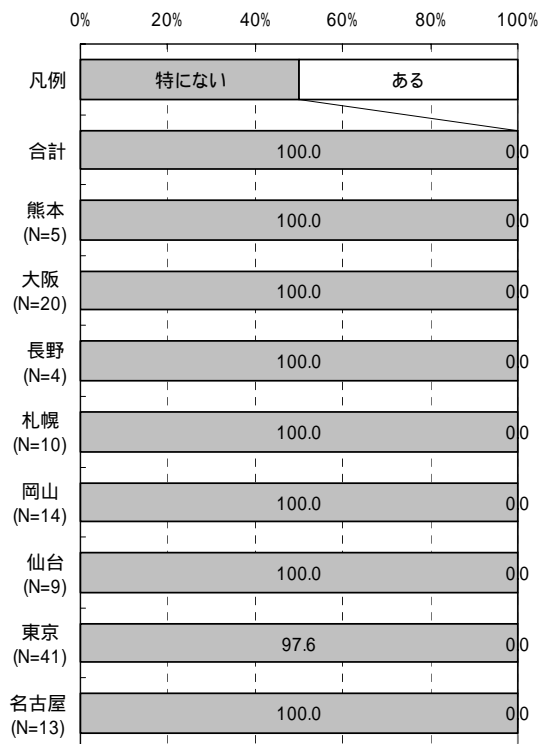 0% 20% 40% 60% 80% 100%
凡例 特にない ある
合計 100.0 0.0
熊本
(N=5) 100.0 0.0
大阪
(N=20) 100.0 0.0
長野
(N=4) 100.0 0.0
札幌
(N=10) 100.0 0.0
岡山
(N=14) 100.0 0.0
仙台
(N=9) 100.0 0.0
東京
(N=41) 97.6 0.0
名古屋
(N=13) 100.0 0.0